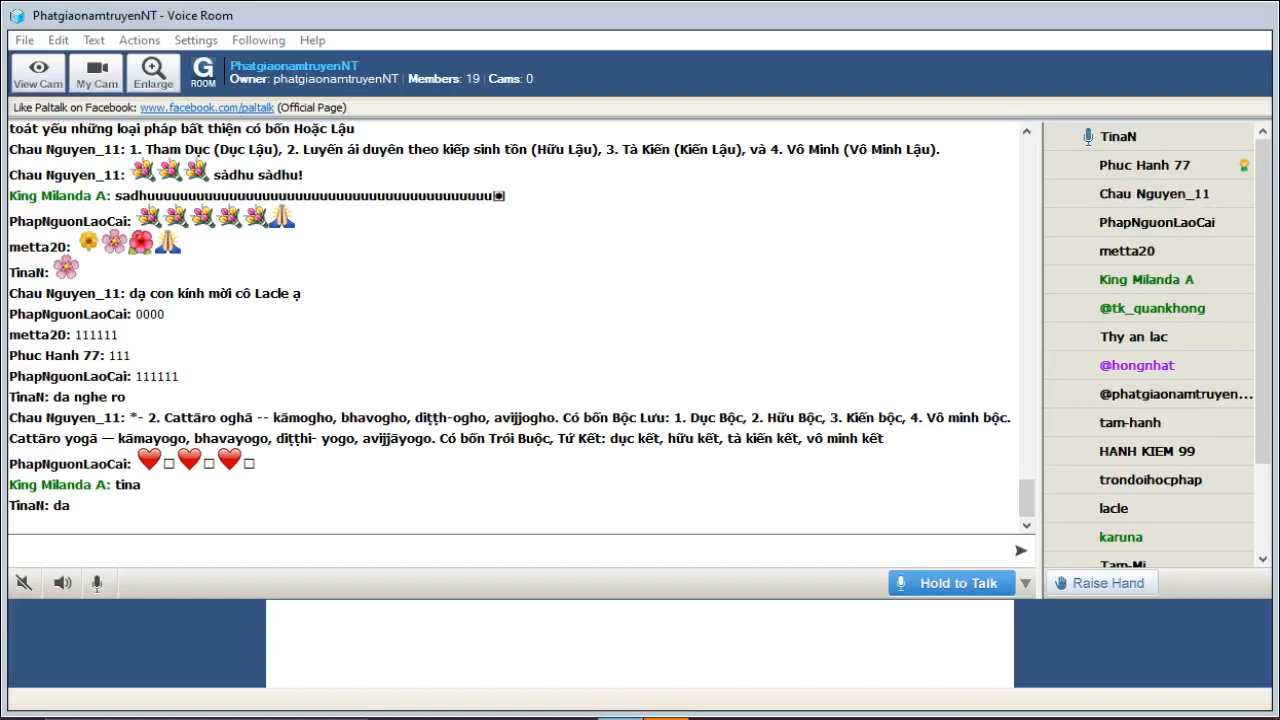 PhatgiaonamtruyenNT - Voice Room
File Edit Text Actions Settings Following Help
View Cam My Cam Enlarge G ROOM PhatgiaonamtruyenNT
Owner: phatgiaonamtruyenNT | Members: 19 | Cams: 0
Like Paltalk on Facebook: www.facebook.com/paltalk (Official Page)
toát yếu những loại pháp bất thiện có bốn Hoặc Lậu
Chau Nguyen_11: 1. Tham Dục (Dục Lậu), 2. Luyến ái duyên theo kiếp sinh tồn (Hữu Lậu), 3. Tà Kiến (Kiến Lậu), và 4. Vô Minh (Vô Minh Lậu).
Chau Nguyen_11: sàdhu sàdhu!
King Milanda A: sadhuuuuuuuuuuuuuuuuuuuuuuuuuuuuuuuuuuuuuuuuu
PhapNguonLaoCai:
metta20:
TinaN:
Chau Nguyen_11: dạ con kính mời cô Lacle ạ
PhapNguonLaoCai: 0000
metta20: 111111
Phuc Hanh 77: 111
PhapNguonLaoCai: 111111
TinaN: da nghe ro
Chau Nguyen_11: *- 2. Cattāro oghā -- kāmogho, bhavogho, diṭṭh-ogho, avijjogho. Có bốn Bộc Lưu: 1. Dục Bộc, 2. Hữu Bộc, 3. Kiến bộc, 4. Vô minh bộc.
Cattāro yogā — kāmayogo, bhavayogo, diṭṭhi- yogo, avijjāyogo. Có bốn Trói Buộc, Tứ Kết: dục kết, hữu kết, tà kiến kết, vô minh kết
PhapNguonLaoCai:
King Milanda A: tina
TinaN: da
TinaN
Phuc Hanh 77
Chau Nguyen_11
PhapNguonLaoCai
metta20
King Milanda A
@tk_quankhong
Thy an lac
@hongnhat
@phatgiaonamtruyen...
tam-hanh
HANH KIEM 99
trondoihocphap
lacle
karuna
Tam-Mi
Hold to Talk
Raise Hand